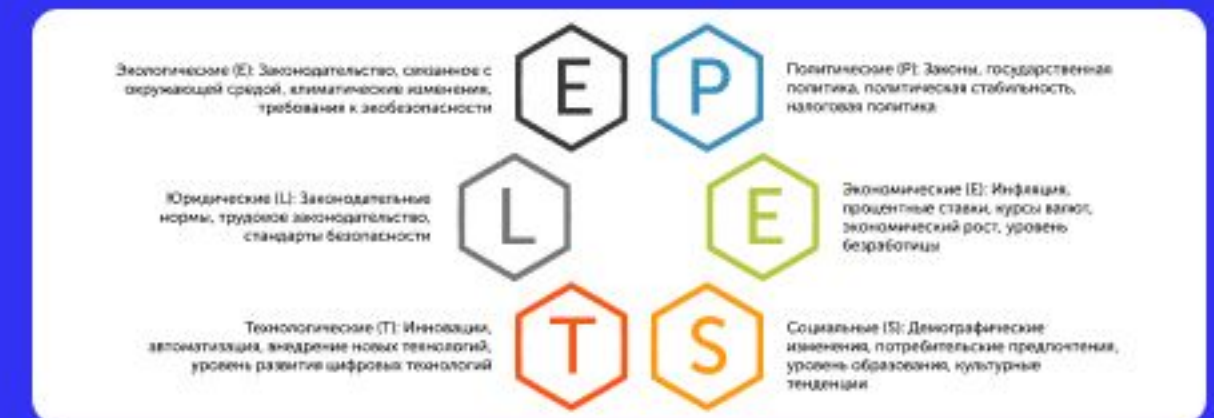 Экологические (E): Законодательство, связанное с
окружающей средой, климатические изменения,
требования к экобезопасности
E
P
Политические (P): Законы, государственная
политика, политическая стабильность,
налоговая политика
Юридические (L): Законодательные
нормы, трудовое законодательство,
стандарты безопасности
L
E
Экономические (E): Инфляция,
процентные ставки, курсы валют,
экономический рост, уровень
безработицы
Технологические (T): Инновации,
автоматизация, внедрение новых технологий,
уровень развития цифровых технологий
T
S
Социальные (S): Демографические
изменения, потребительские предпочтения,
уровень образования, культурные
тенденции